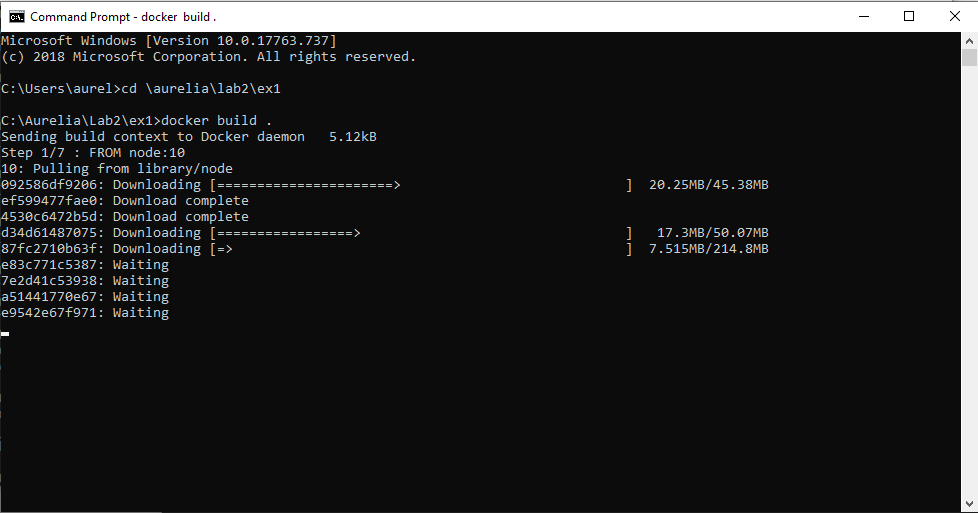 Command Prompt - docker  build .
Microsoft Windows [Version 10.0.17763.737]
(c) 2018 Microsoft Corporation. All rights reserved.
C:\Users\aurel>cd \aurelia\lab2\ex1
C:\Aurelia\Lab2\ex1>docker build .
Sending build context to Docker daemon   5.12kB
Step 1/7 : FROM node:10
10: Pulling from library/node
092586df9206: Downloading [======================>                            ]  20.25MB/45.38MB
ef599477fae0: Download complete
4530c6472b5d: Download complete
d34d61487075: Downloading [=================>                                 ]   17.3MB/50.07MB
87fc2710b63f: Downloading [=>                                                 ]  7.515MB/214.8MB
e83c771c5387: Waiting
7e2d41c53938: Waiting
a51441770e67: Waiting
e9542e67f971: Waiting